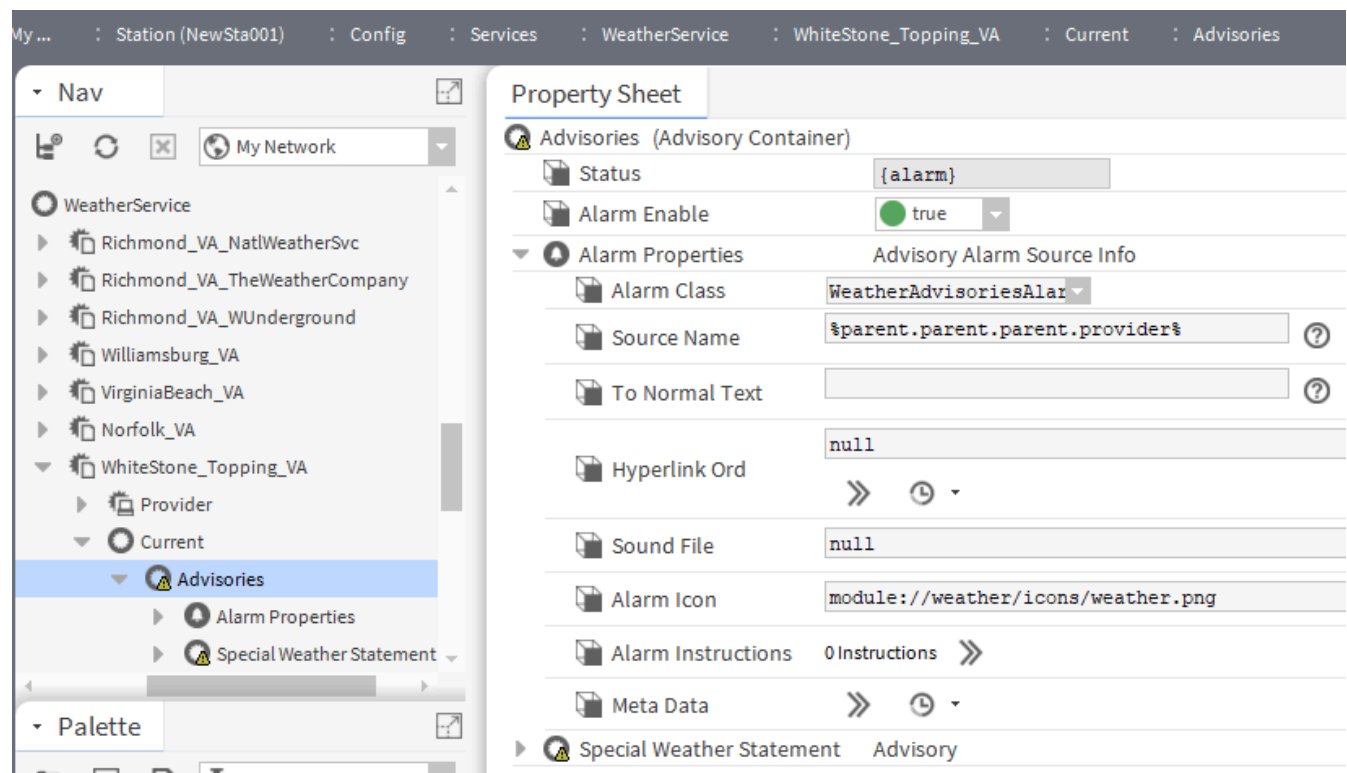 My ... : Station (NewSta001) : Config : Services : WeatherService : WhiteStone_Topping_VA : Current : Advisories
Nav
My Network
WeatherService
Richmond_VA_NatlWeatherSvc
Richmond_VA_TheWeatherCompany
Richmond_VA_WUnderground
Williamsburg_VA
VirginiaBeach_VA
Norfolk_VA
WhiteStone_Topping_VA
Provider
Current
Advisories
Alarm Properties
Special Weather Statement
Palette
Property Sheet
Advisories (Advisory Container)
Status {alarm}
Alarm Enable true
Alarm Properties Advisory Alarm Source Info
Alarm Class WeatherAdvisoriesAlar
Source Name %parent.parent.parent.provider%
To Normal Text
Hyperlink Ord null
Sound File null
Alarm Icon module://weather/icons/weather.png
Alarm Instructions 0 Instructions
Meta Data
Special Weather Statement Advisory